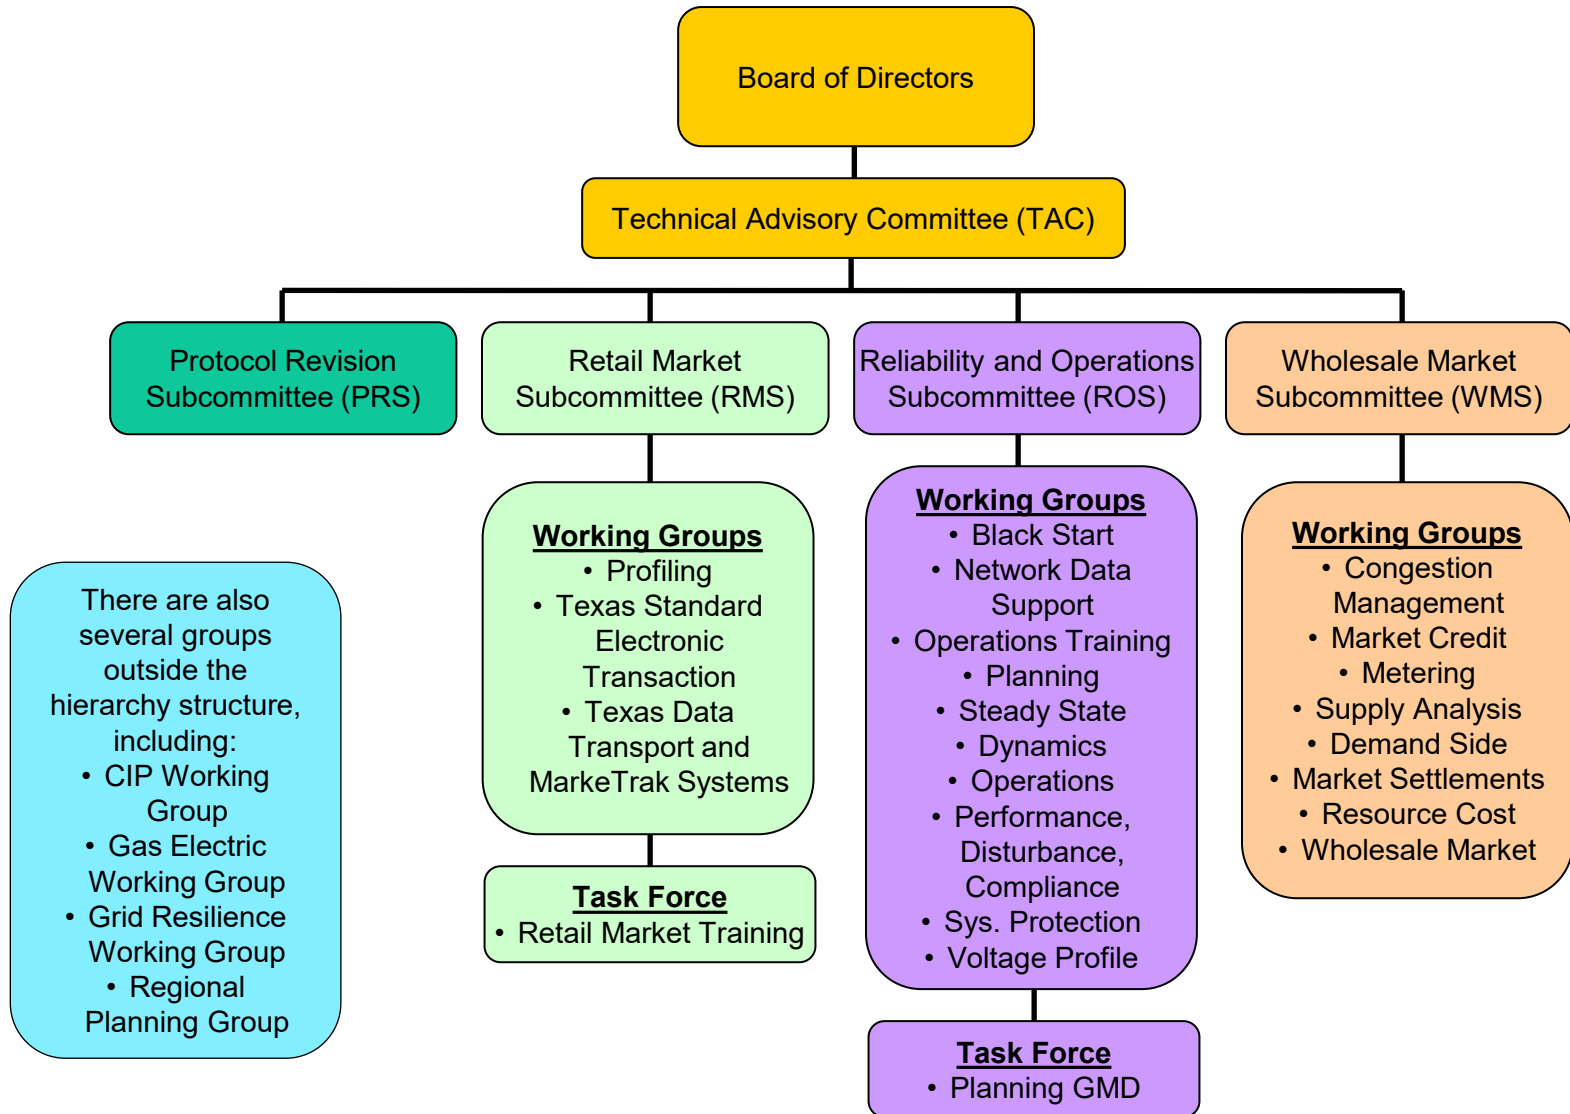 Board of Directors
Technical Advisory Committee (TAC)
Protocol Revision
Subcommittee (PRS)
Retail Market
Subcommittee (RMS)
Reliability and Operations
Subcommittee (ROS)
Wholesale Market
Subcommittee (WMS)
There are also
several groups
outside the
hierarchy structure,
including:
• CIP Working
Group
• Gas Electric
Working Group
• Grid Resilience
Working Group
• Regional
Planning Group
Working Groups
• Profiling
• Texas Standard
Electronic
Transaction
• Texas Data
Transport and
MarkeTrak Systems
Task Force
• Retail Market Training
Working Groups
• Black Start
• Network Data
Support
• Operations Training
• Planning
• Steady State
• Dynamics
• Operations
• Performance,
Disturbance,
Compliance
• Sys. Protection
• Voltage Profile
Task Force
• Planning GMD
Working Groups
• Congestion
Management
• Market Credit
• Metering
• Supply Analysis
• Demand Side
• Market Settlements
• Resource Cost
• Wholesale Market